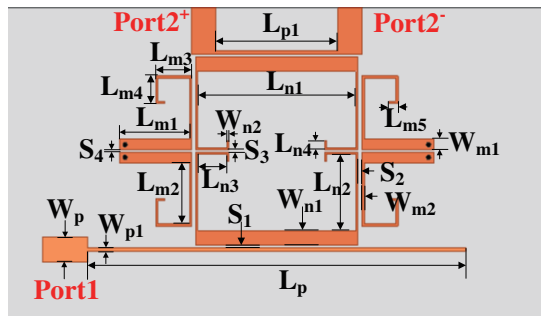 Port2+ Lp1 Port2-
Lm3
Lm4
Ln1
Lm5
Lm1
Wn2
S4
S3
Ln4
Wm1
Lm2
Ln3
Ln2
S2
Wn1
Wm2
Wp
Wp1
S1
Lp
Port1